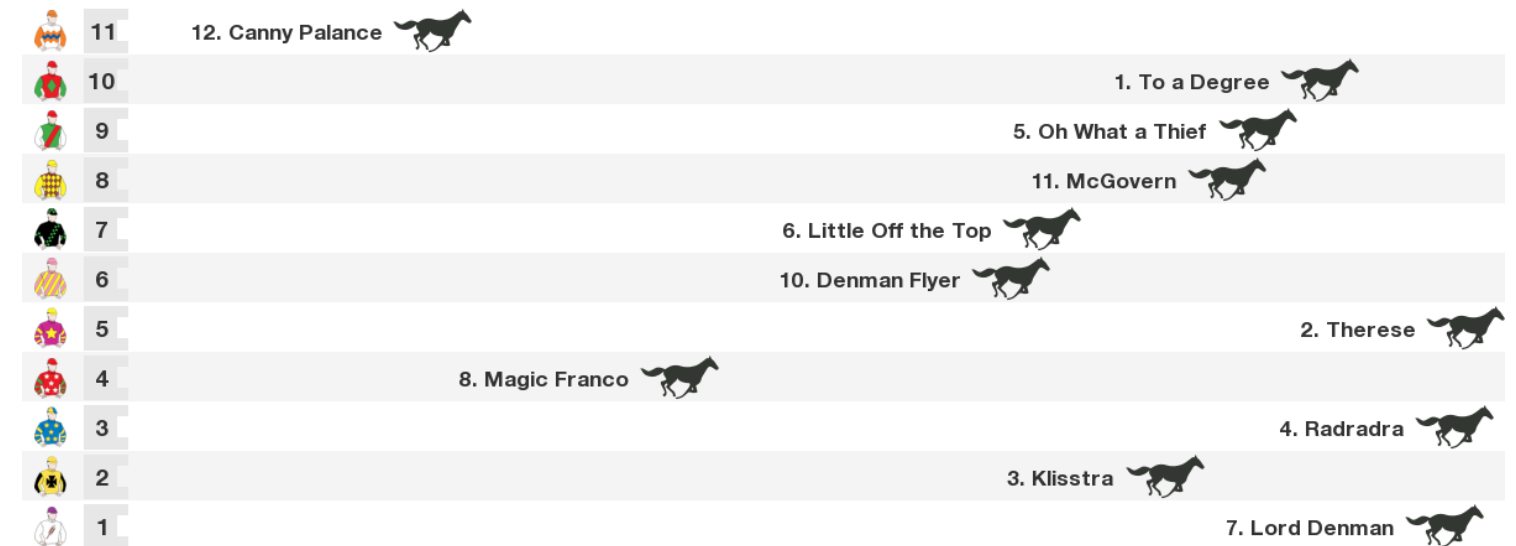 11 12. Canny Palance
10 1. To a Degree
9 5. Oh What a Thief
8 11. McGovern
7 6. Little Off the Top
6 10. Denman Flyer
5 2. Therese
4 8. Magic Franco
3 4. Radradra
2 3. Klisstra
1 7. Lord Denman